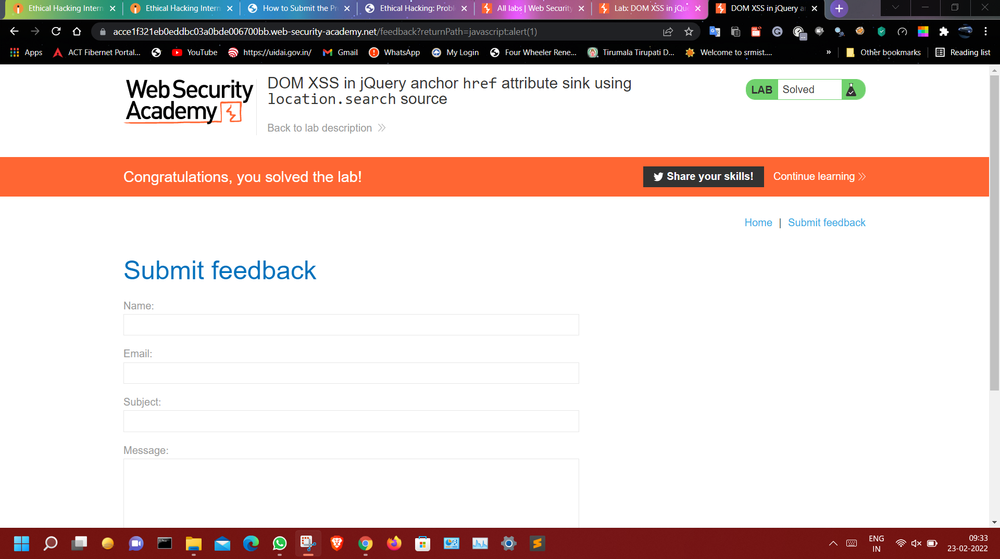 Ethical Hacking Intern
Ethical Hacking Intern
How to Submit the Pr
Ethical Hacking: Probl
All labs | Web Security
Lab: DOM XSS in jQue
DOM XSS in jQuery a
acce1f321eb0eddbc03a0bde006700bb.web-security-academy.net/feedback?returnPath=javascript:alert(1)
Apps
ACT Fibernet Portal...
YouTube
https://uidai.gov.in/
Gmail
WhatsApp
My Login
Four Wheeler Rene...
Tirumala Tirupati D...
Welcome to srmist....
»
Other bookmarks
Reading list
Web Security
Academy
DOM XSS in jQuery anchor href attribute sink using
location.search source
Back to lab description
LAB
Solved
Congratulations, you solved the lab!
Share your skills!
Continue learning
Home | Submit feedback
Submit feedback
Name:
Email:
Subject:
Message:
ENG
IN
09:33
23-02-2022